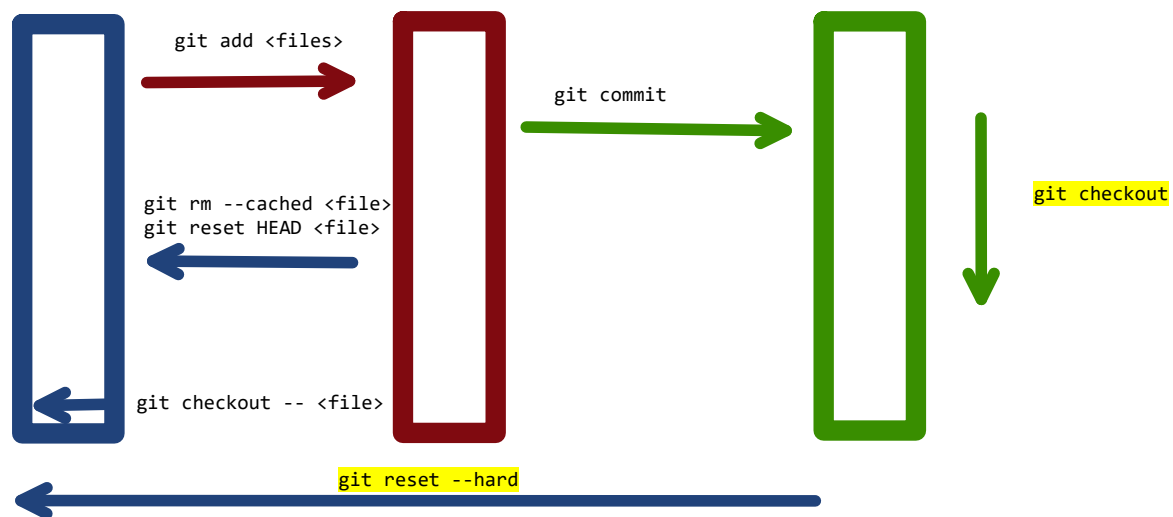 git add <files>
git commit
git rm --cached <file>
git reset HEAD <file>
git checkout
git checkout -- <file>
git reset --hard